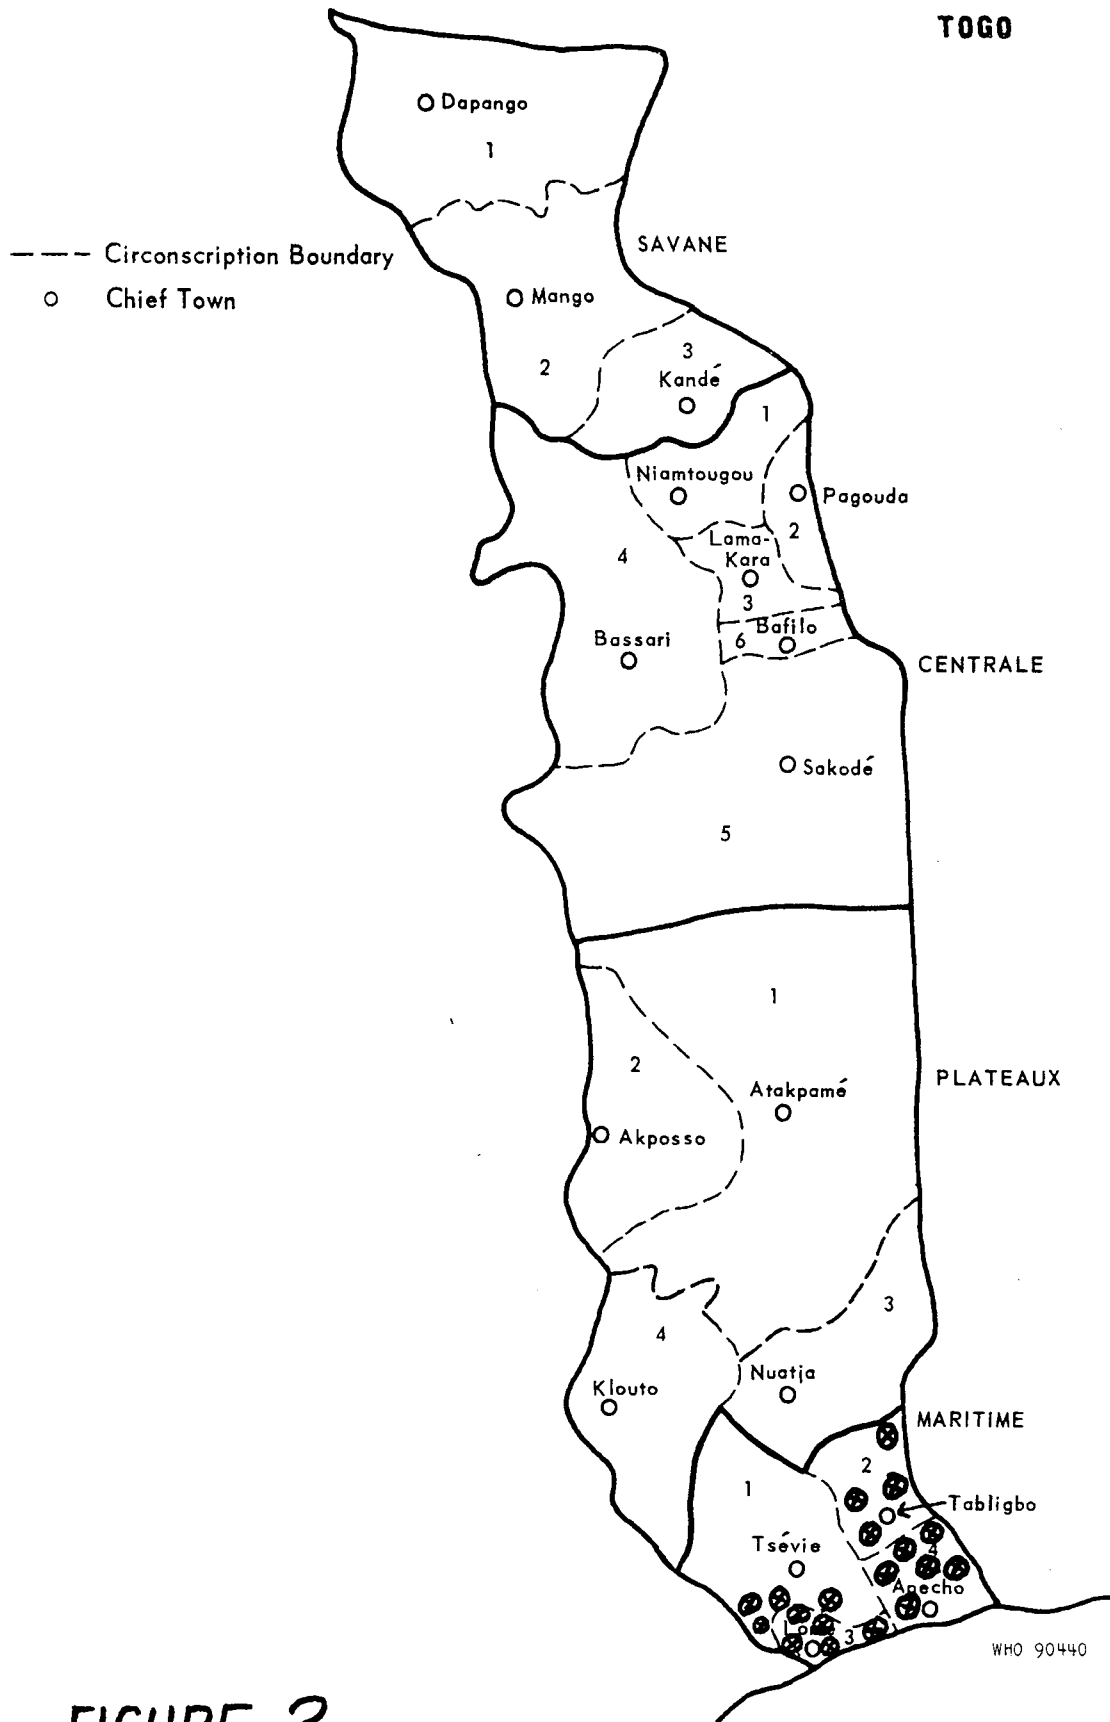 TOGO
Dapango
1
SAVANE
— — — Circonscription Boundary
Chief Town
Mango
2
3
Kandé
1
Niamtougou
Pagouda
2
Lama-
Kara
3
4
Bafilo
6
Bassari
CENTRALE
Sakodé
5
1
2
PLATEAUX
Atakpamé
Akposso
3
4
Nuatja
Klouto
MARITIME
2
1
Tabligbo
Tsévie
4
Anecho
3
WHO 90440
FIGURE